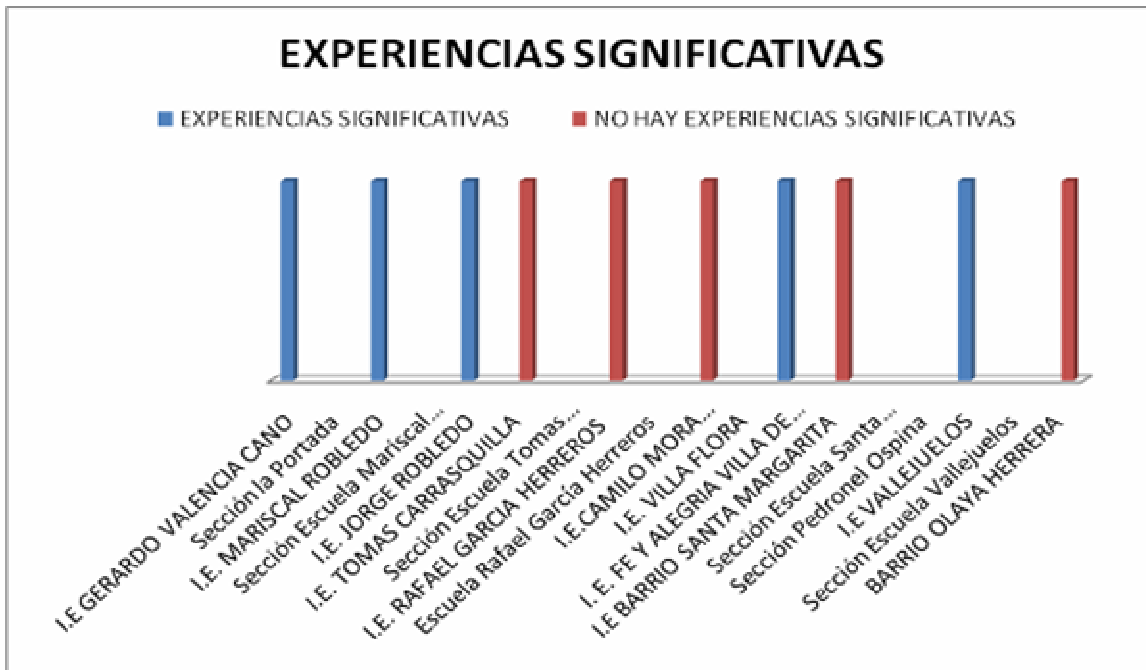 EXPERIENCIAS SIGNIFICATIVAS
EXPERIENCIAS SIGNIFICATIVAS
NO HAY EXPERIENCIAS SIGNIFICATIVAS
I.E GERARDO VALENCIA CANO
Sección la Portada
I.E. MARISCAL ROBLEDO
Sección Escuela Mariscal...
I.E. JORGE ROBLEDO
I.E. TOMAS CARRASQUILLA
Sección Escuela Tomas...
I.E. RAFAEL GARCIA HERREROS
Escuela Rafael García Herreros
I.E.CAMILO MORA...
I.E. VILLA FLORA
I. E. FE Y ALEGRIA VILLA DE...
I.E BARRIO SANTA MARGARITA
Sección Escuela Santa...
Sección Pedronel Ospina
I.E VALLEJUELOS
Sección Escuela Vallejuelos
BARRIO OLAYA HERRERA